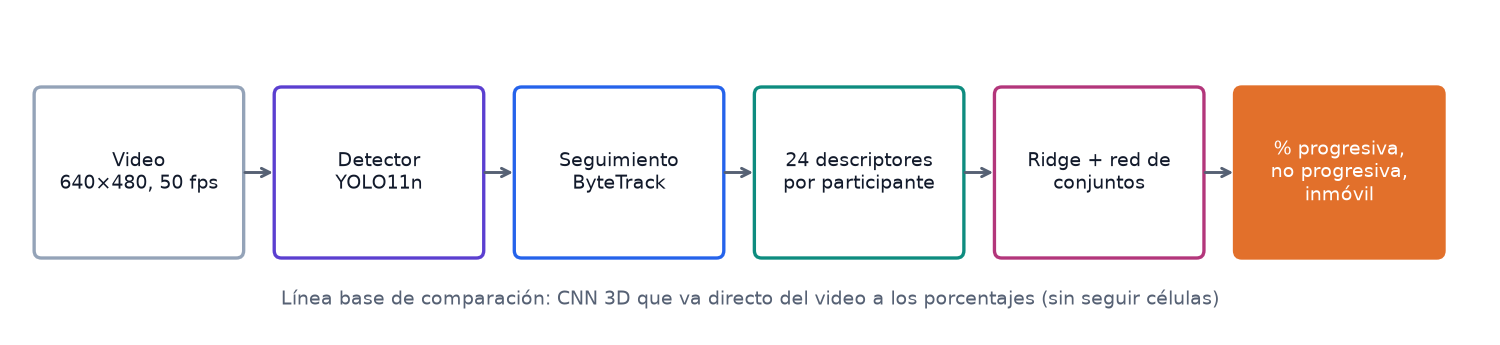 Video
640×480, 50 fps
Detector
YOLO11n
Seguimiento
ByteTrack
24 descriptores
por participante
Ridge + red de
conjuntos
% progresiva,
no progresiva,
inmóvil
Línea base de comparación: CNN 3D que va directo del video a los porcentajes (sin seguir células)